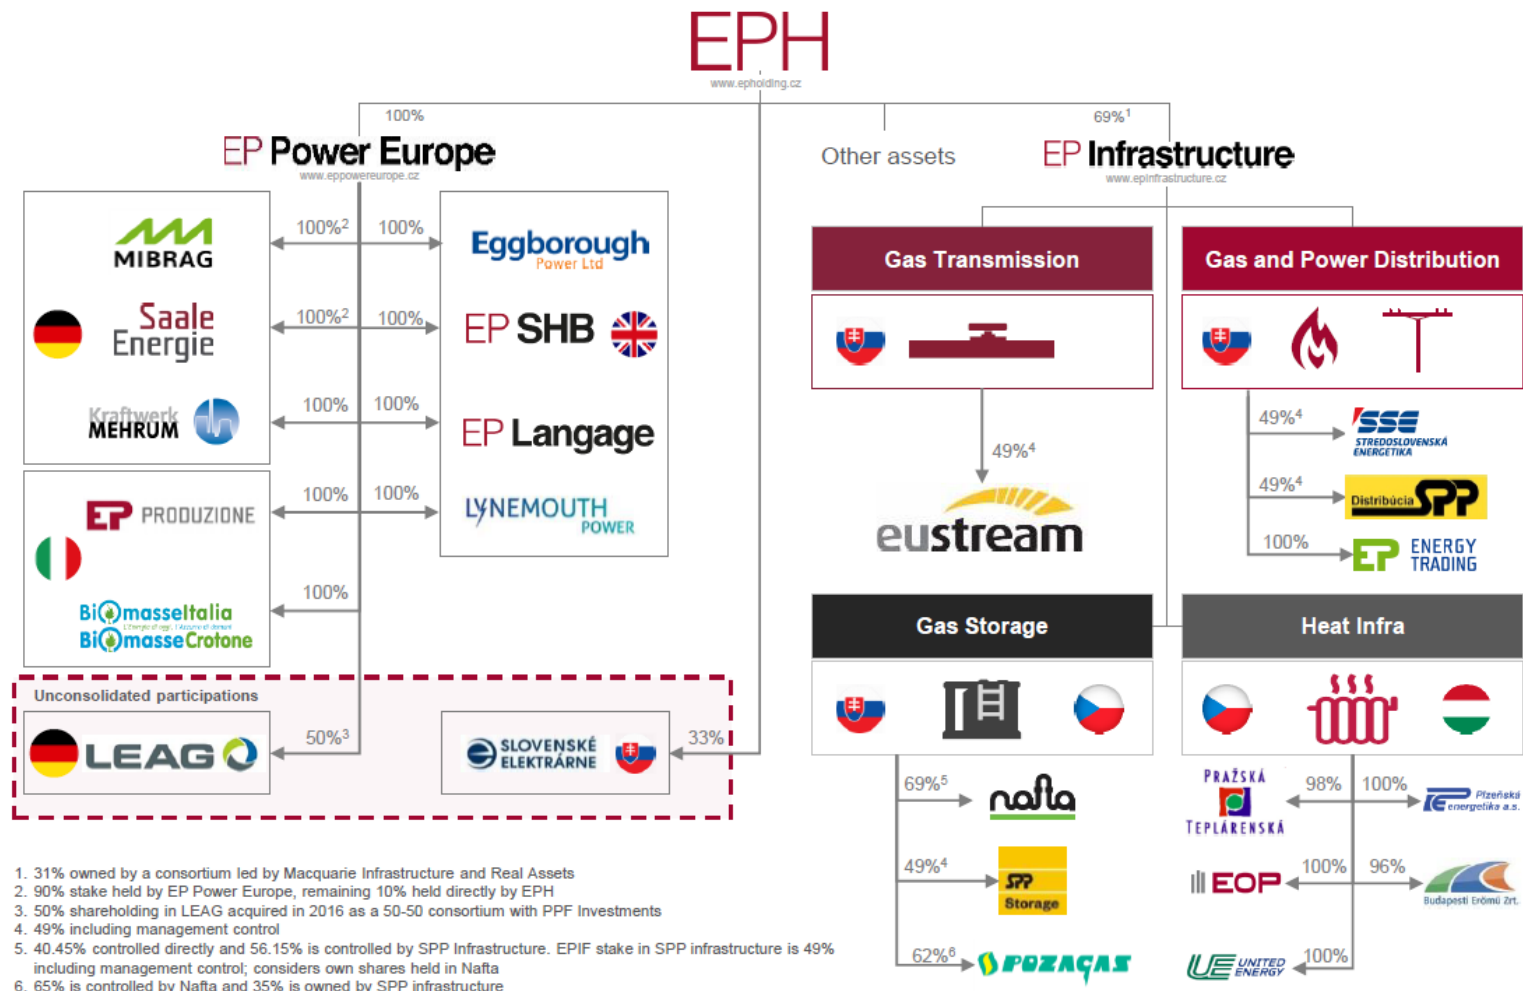 EPH
www.epholding.cz
100%
69%1
EP Power Europe
www.eppowereurope.cz
Other assets
EP Infrastructure
www.epinfrastructure.cz
MIBRAG
100%2
100%
Eggborough
Power Ltd
Saale
Energie
100%2
100%
EP SHB
Kraftwerk
MEHRUM
100%
100%
EP Langage
EP PRODUZIONE
100%
100%
LYNEMOUTH
POWER
BiomasseItalia
BiomasseCrotone
100%
Unconsolidated participations
LEAG
50%3
SLOVENSKÉ
ELEKTRÁRNE
33%
Gas Transmission
49%4
eustream
Gas and Power Distribution
49%4
SSE
STREDOSLOVENSKÁ
ENERGETIKA
49%4
Distribúcia SPP
100%
EP ENERGY
TRADING
Gas Storage
69%5
nafta
49%4
SPP
Storage
62%6
POZAGAS
Heat Infra
PRAŽSKÁ
TEPLÁRENSKÁ
98%
100%
Plzeňská
energetika a.s.
EOP
100%
96%
Budapesti Erőmű Zrt.
UE UNITED
ENERGY
100%
1. 31% owned by a consortium led by Macquarie Infrastructure and Real Assets
2. 90% stake held by EP Power Europe, remaining 10% held directly by EPH
3. 50% shareholding in LEAG acquired in 2016 as a 50-50 consortium with PPF Investments
4. 49% including management control
5. 40.45% controlled directly and 56.15% is controlled by SPP Infrastructure. EPIF stake in SPP infrastructure is 49%
including management control; considers own shares held in Nafta
6. 65% is controlled by Nafta and 35% is owned by SPP infrastructure